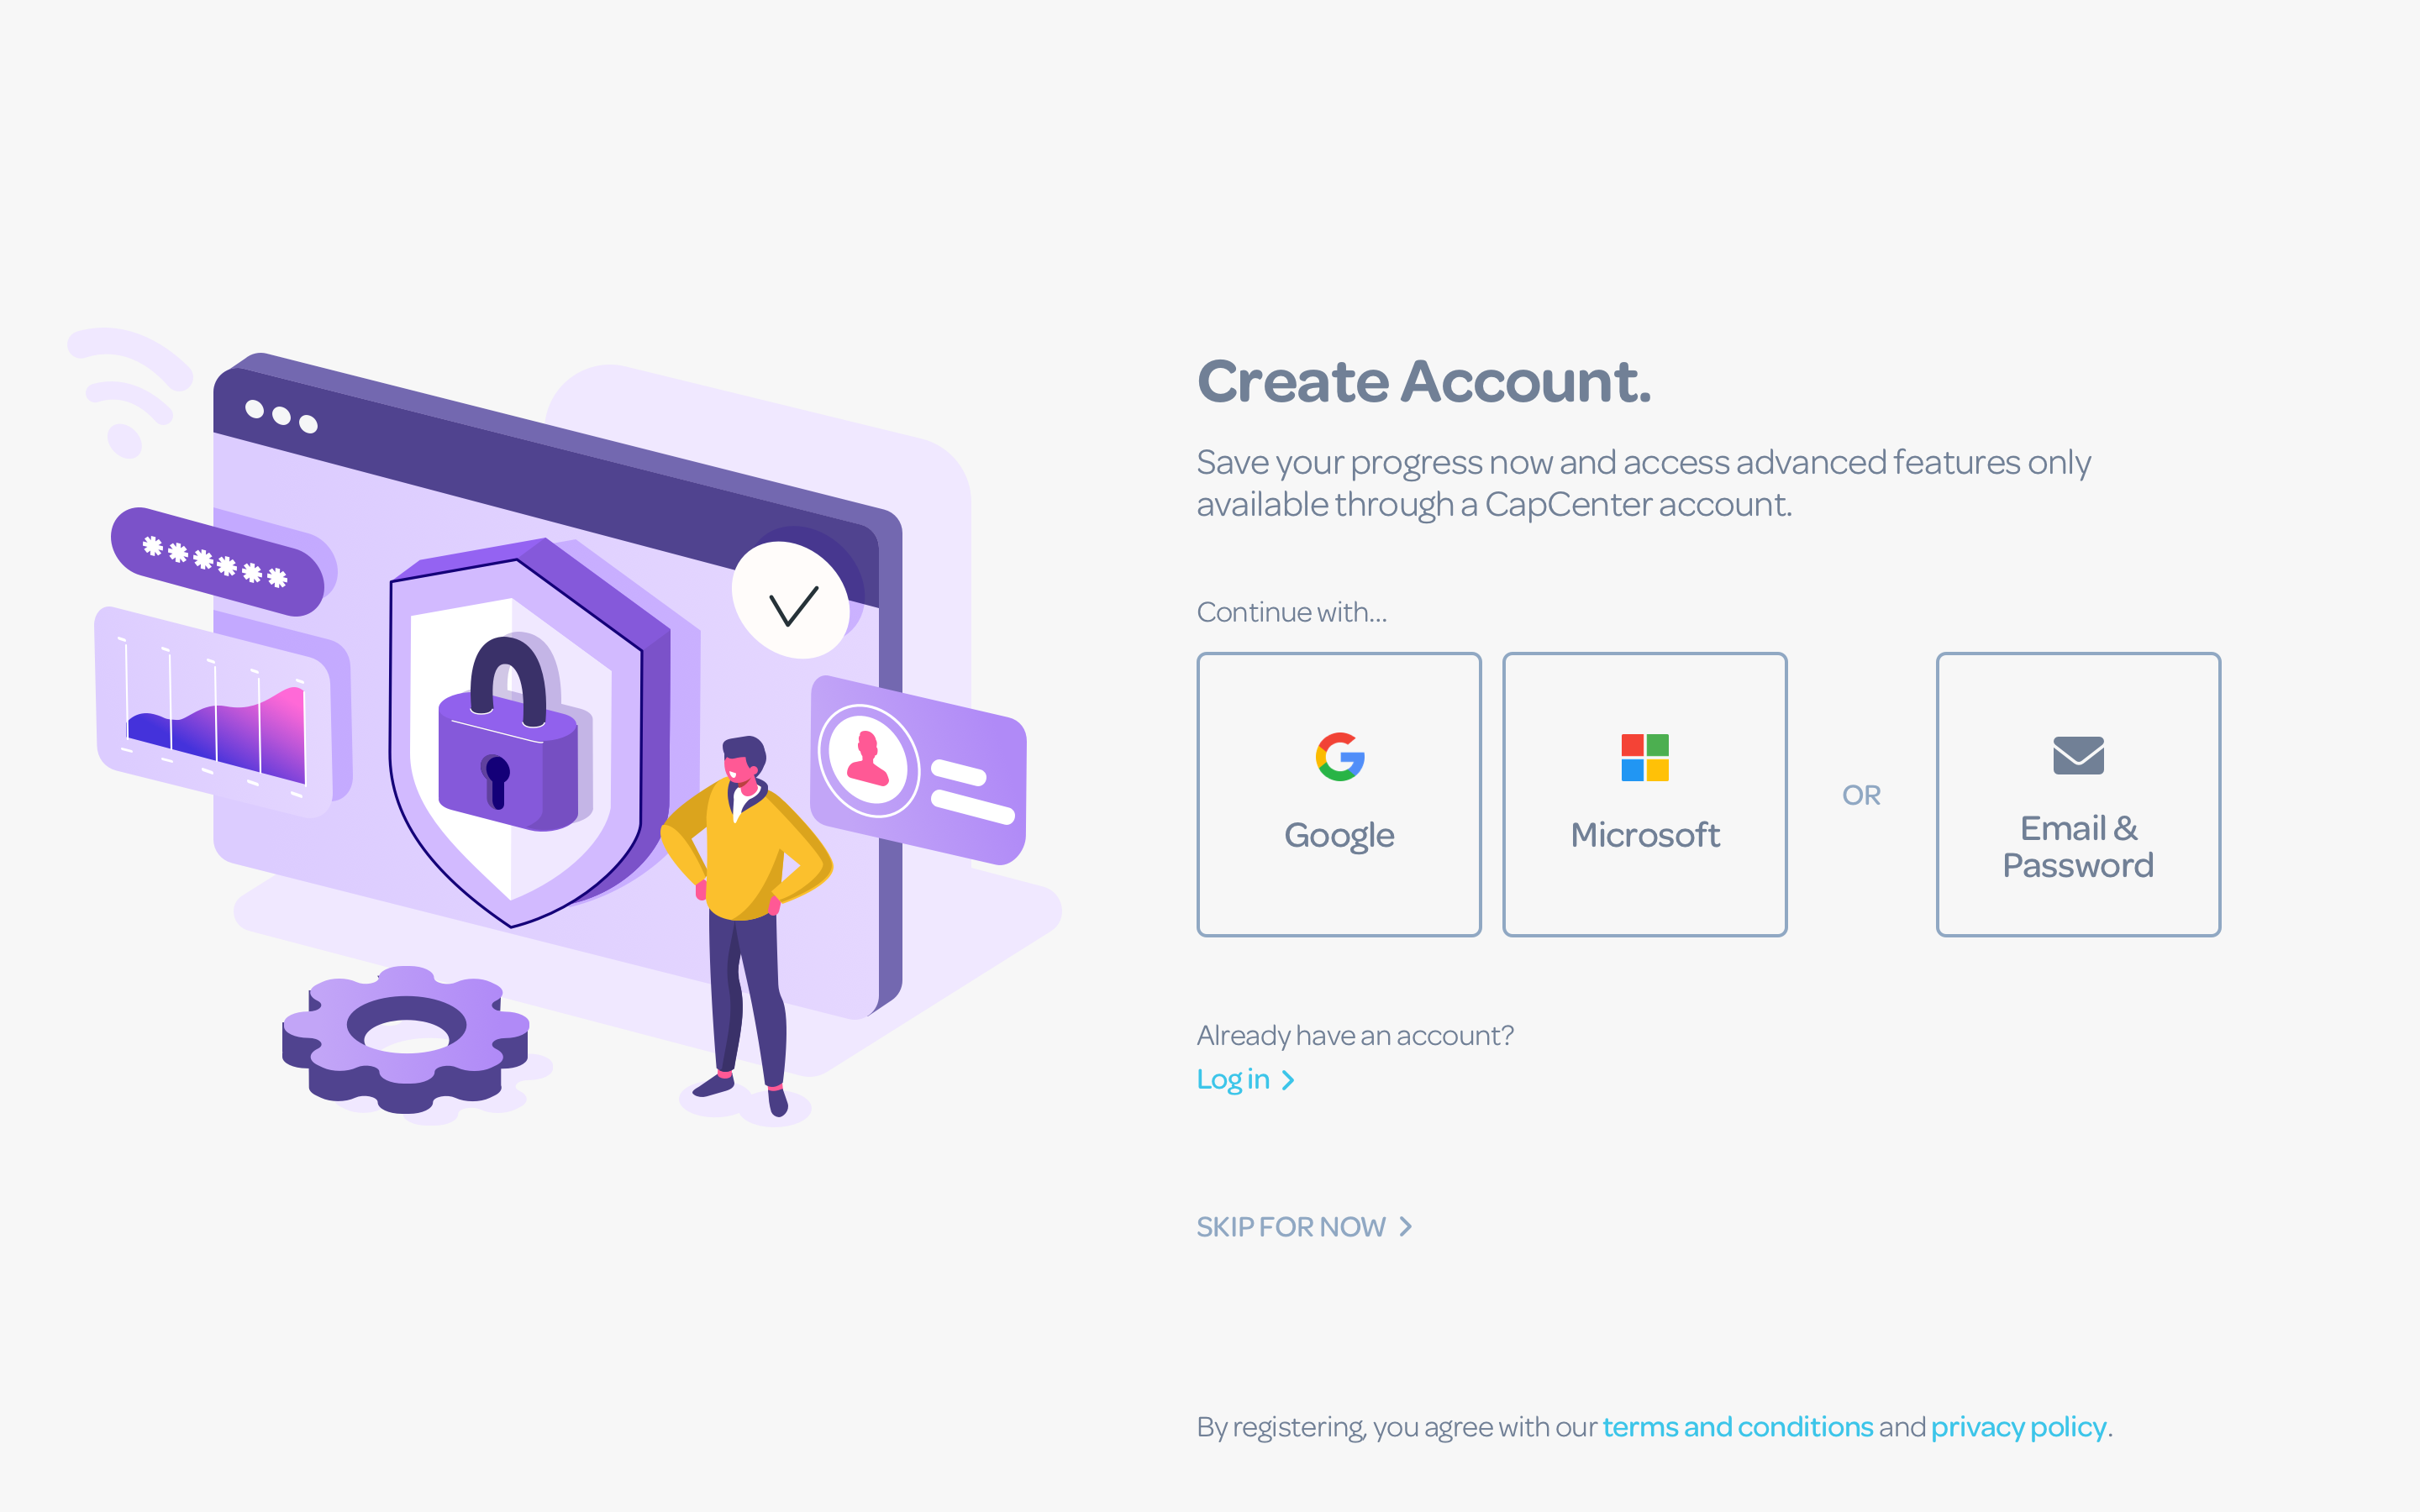 Create Account.
Save your progress now and access advanced features only
available through a CapCenter account.
Continue with...
Google
Microsoft
OR
Email &
Password
Already have an account?
Log in
SKIP FOR NOW
By registering, you agree with our terms and conditions and privacy policy.